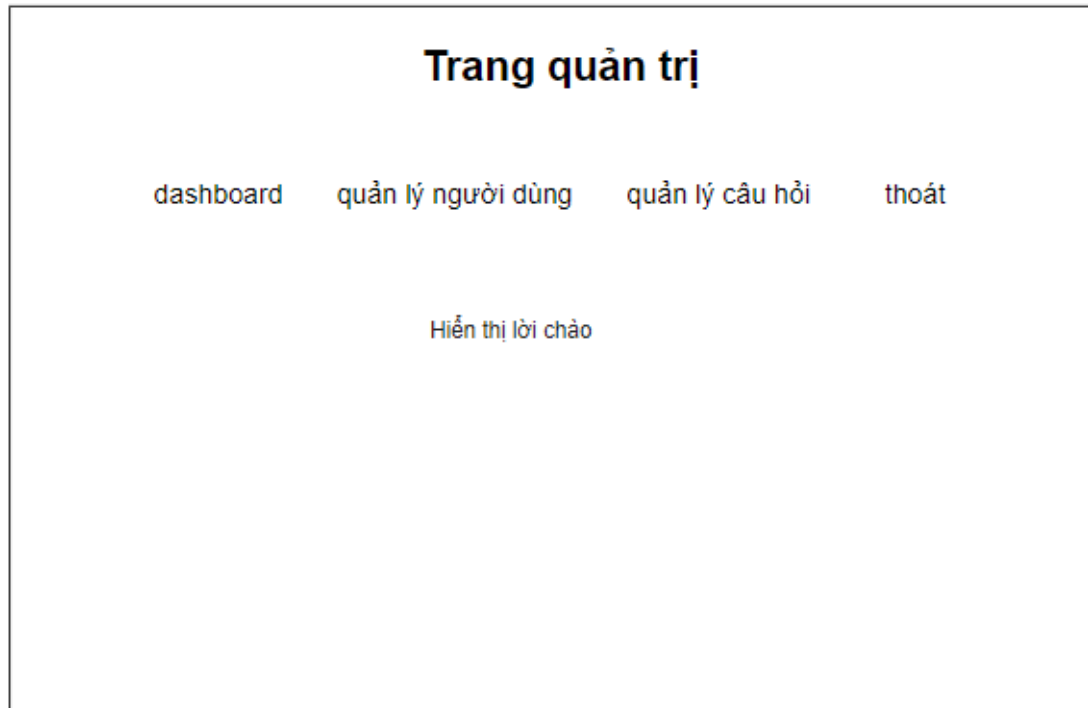 Trang quản trị
dashboard quản lý người dùng quản lý câu hỏi thoát
Hiển thị lời chào